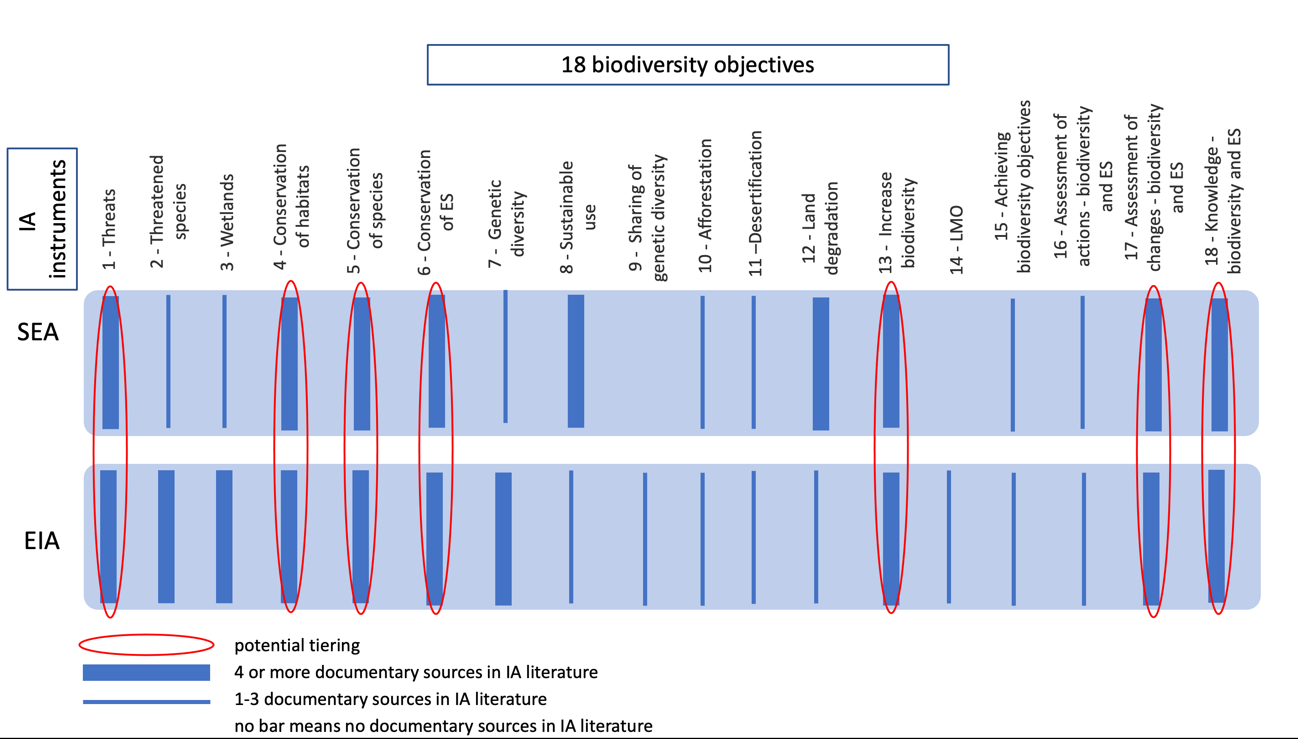 18 biodiversity objectives
IA
instruments
1 - Threats
2 - Threatened
species
3 - Wetlands
4 - Conservation
of habitats
5 - Conservation
of species
6 - Conservation
of ES
7 - Genetic
diversity
8 - Sustainable
use
9 - Sharing of
genetic diversity
10 - Afforestation
11 –Desertification
12 - Land
degradation
13 - Increase
biodiversity
14 - LMO
15 - Achieving
biodiversity objectives
16 - Assessment of
actions - biodiversity
and ES
17 - Assessment of
changes - biodiversity
and ES
18 - Knowledge -
biodiversity and ES
SEA
EIA
potential tiering
4 or more documentary sources in IA literature
1-3 documentary sources in IA literature
no bar means no documentary sources in IA literature